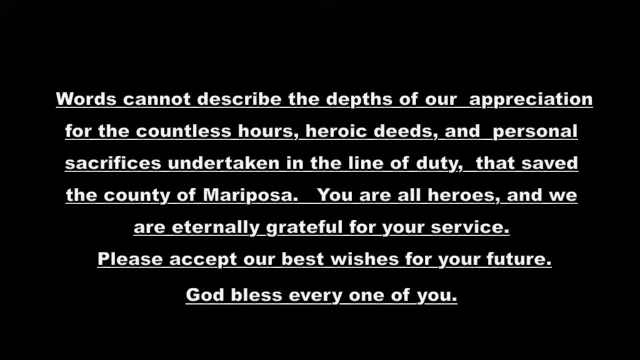 Words cannot describe the depths of our appreciation
for the countless hours, heroic deeds, and personal
sacrifices undertaken in the line of duty, that saved
the county of Mariposa. You are all heroes, and we
are eternally grateful for your service.
Please accept our best wishes for your future.
God bless every one of you.